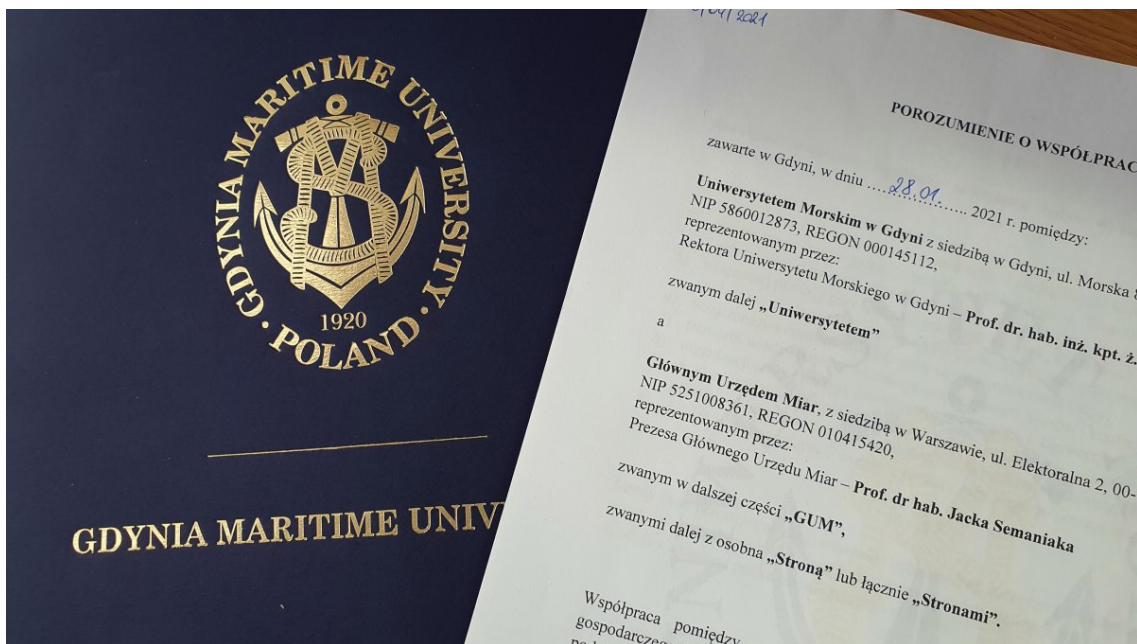 GDYNIA MARITIME UNIVERSITY · POLAND ·
1920
GDYNIA MARITIME UNIV
/04/2021
POROZUMIENIE O WSPÓŁPRAC
zawarte w Gdyni, w dniu ....28.01.......... 2021 r. pomiędzy:
Uniwersytetem Morskim w Gdyni z siedzibą w Gdyni, ul. Morska 8
NIP 5860012873, REGON 000145112,
reprezentowanym przez:
Rektora Uniwersytetu Morskiego w Gdyni – Prof. dr. hab. inż. kpt. ż.
zwanym dalej „Uniwersytetem”
a
Głównym Urzędem Miar, z siedzibą w Warszawie, ul. Elektoralna 2, 00-
NIP 5251008361, REGON 010415420,
reprezentowanym przez:
Prezesa Głównego Urzędu Miar – Prof. dr hab. Jacka Semaniaka
zwanym w dalszej części „GUM”,
zwanymi dalej z osobna „Stroną” lub łącznie „Stronami”.
Współpraca pomiędzy
gospodarczeg